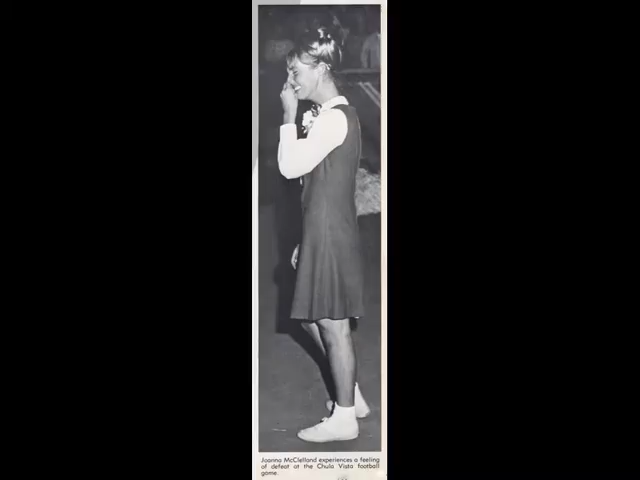 Joanna McClelland experiences a feeling
of defeat at the Chula Vista football
game.